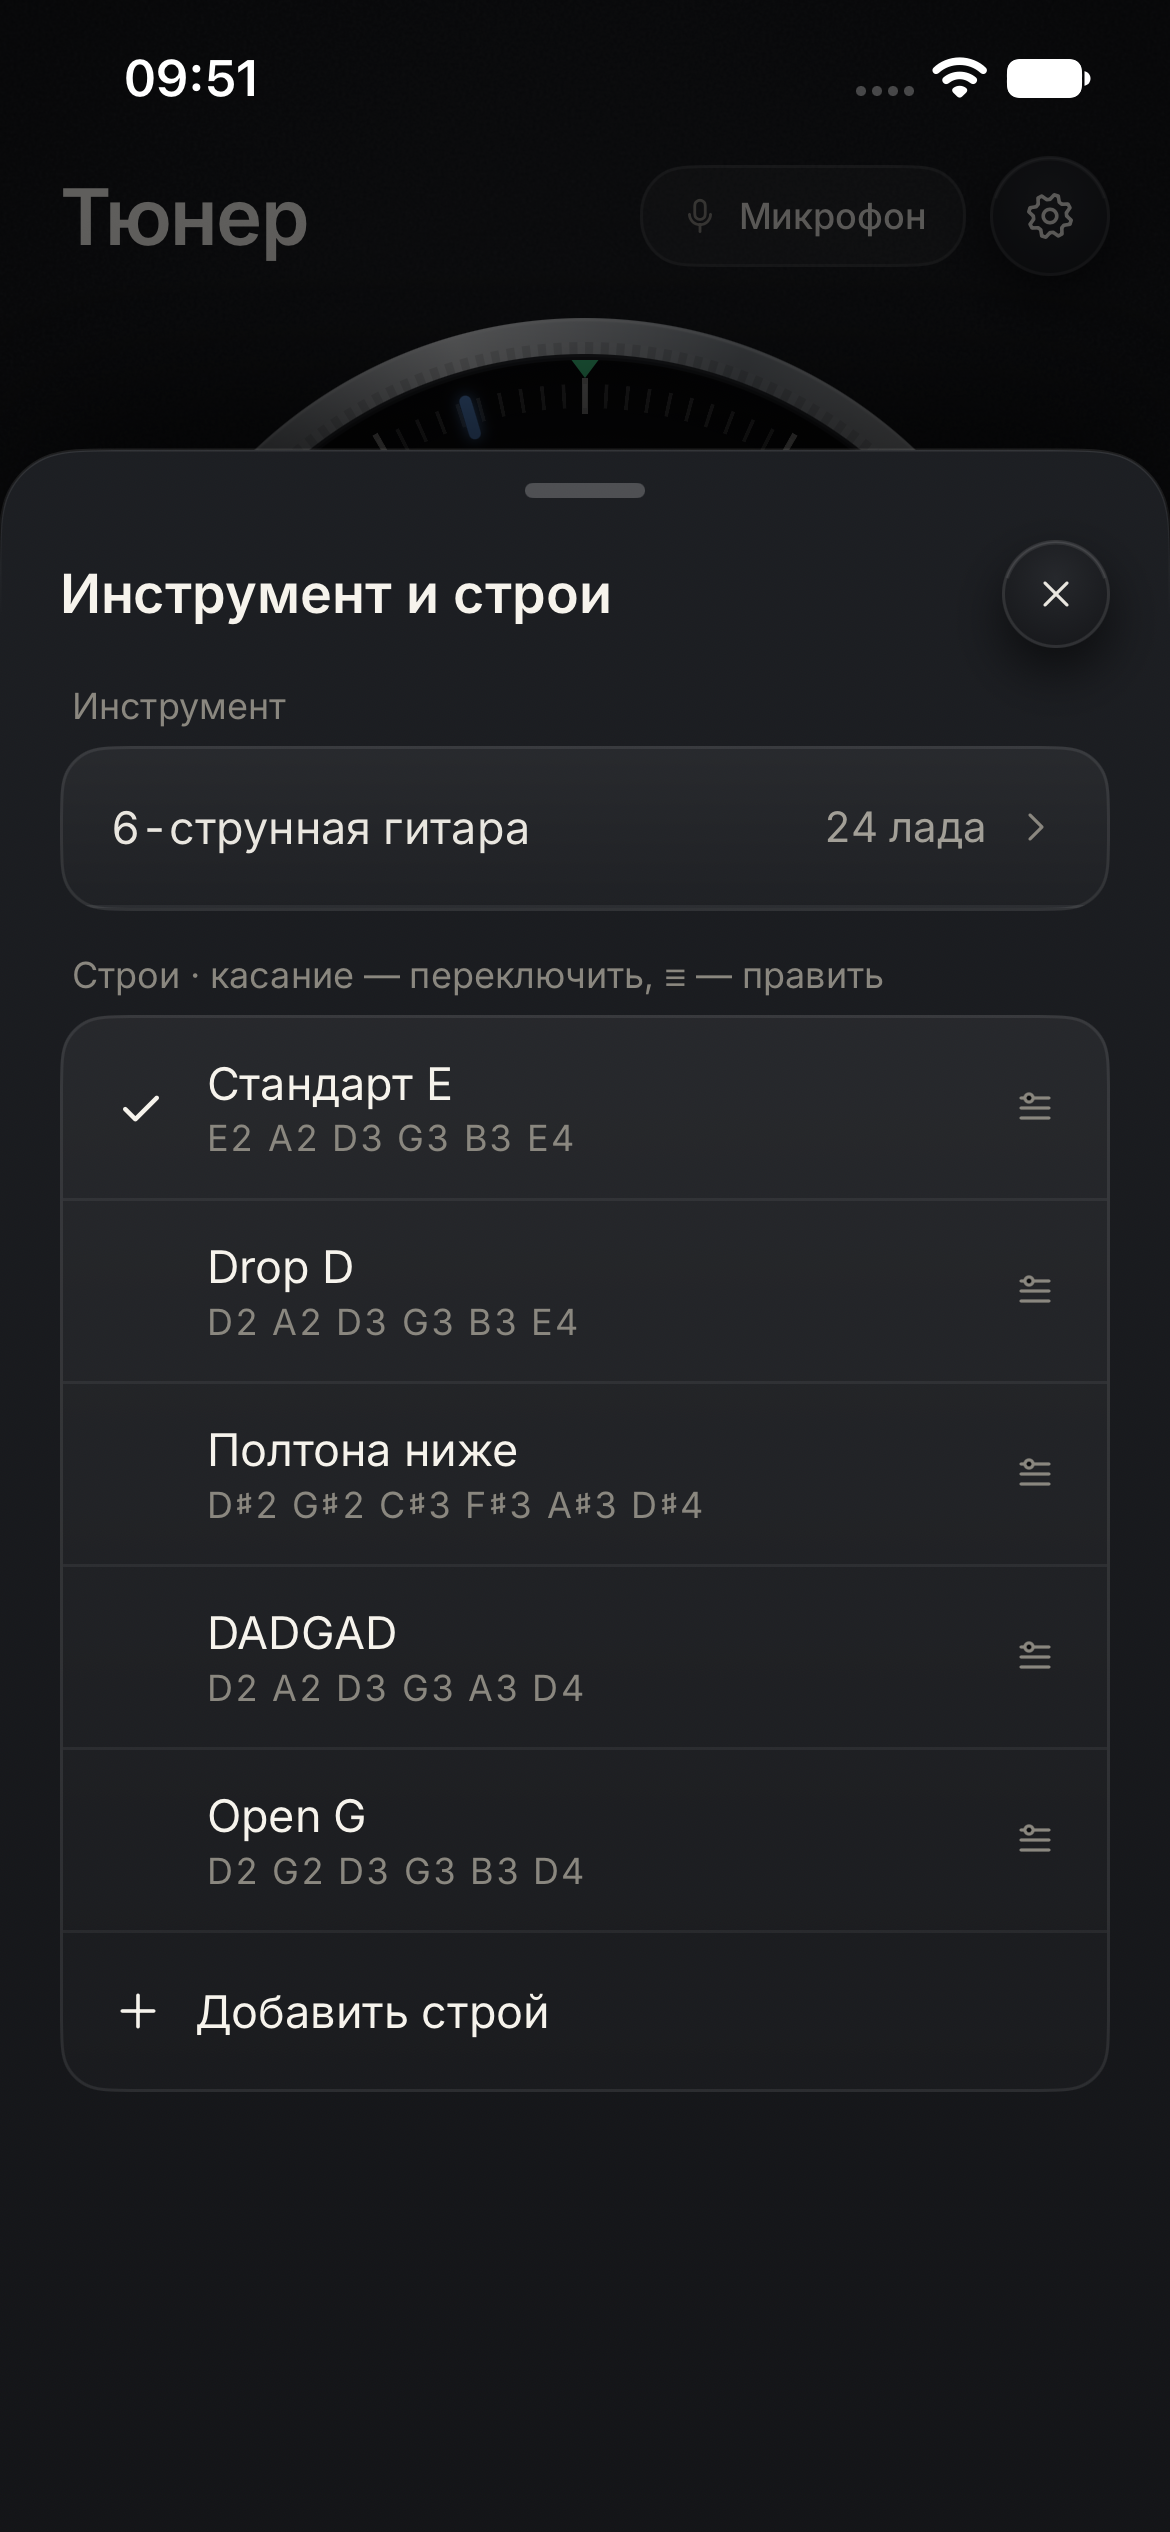 09:51
Тюнер
Микрофон
Инструмент и строи
Инструмент
6-струнная гитара
24 лада
Строи · касание — переключить, ≡ — править
Стандарт E
E2 A2 D3 G3 B3 E4
Drop D
D2 A2 D3 G3 B3 E4
Полтона ниже
D♯2 G♯2 C♯3 F♯3 A♯3 D♯4
DADGAD
D2 A2 D3 G3 A3 D4
Open G
D2 G2 D3 G3 B3 D4
Добавить строй